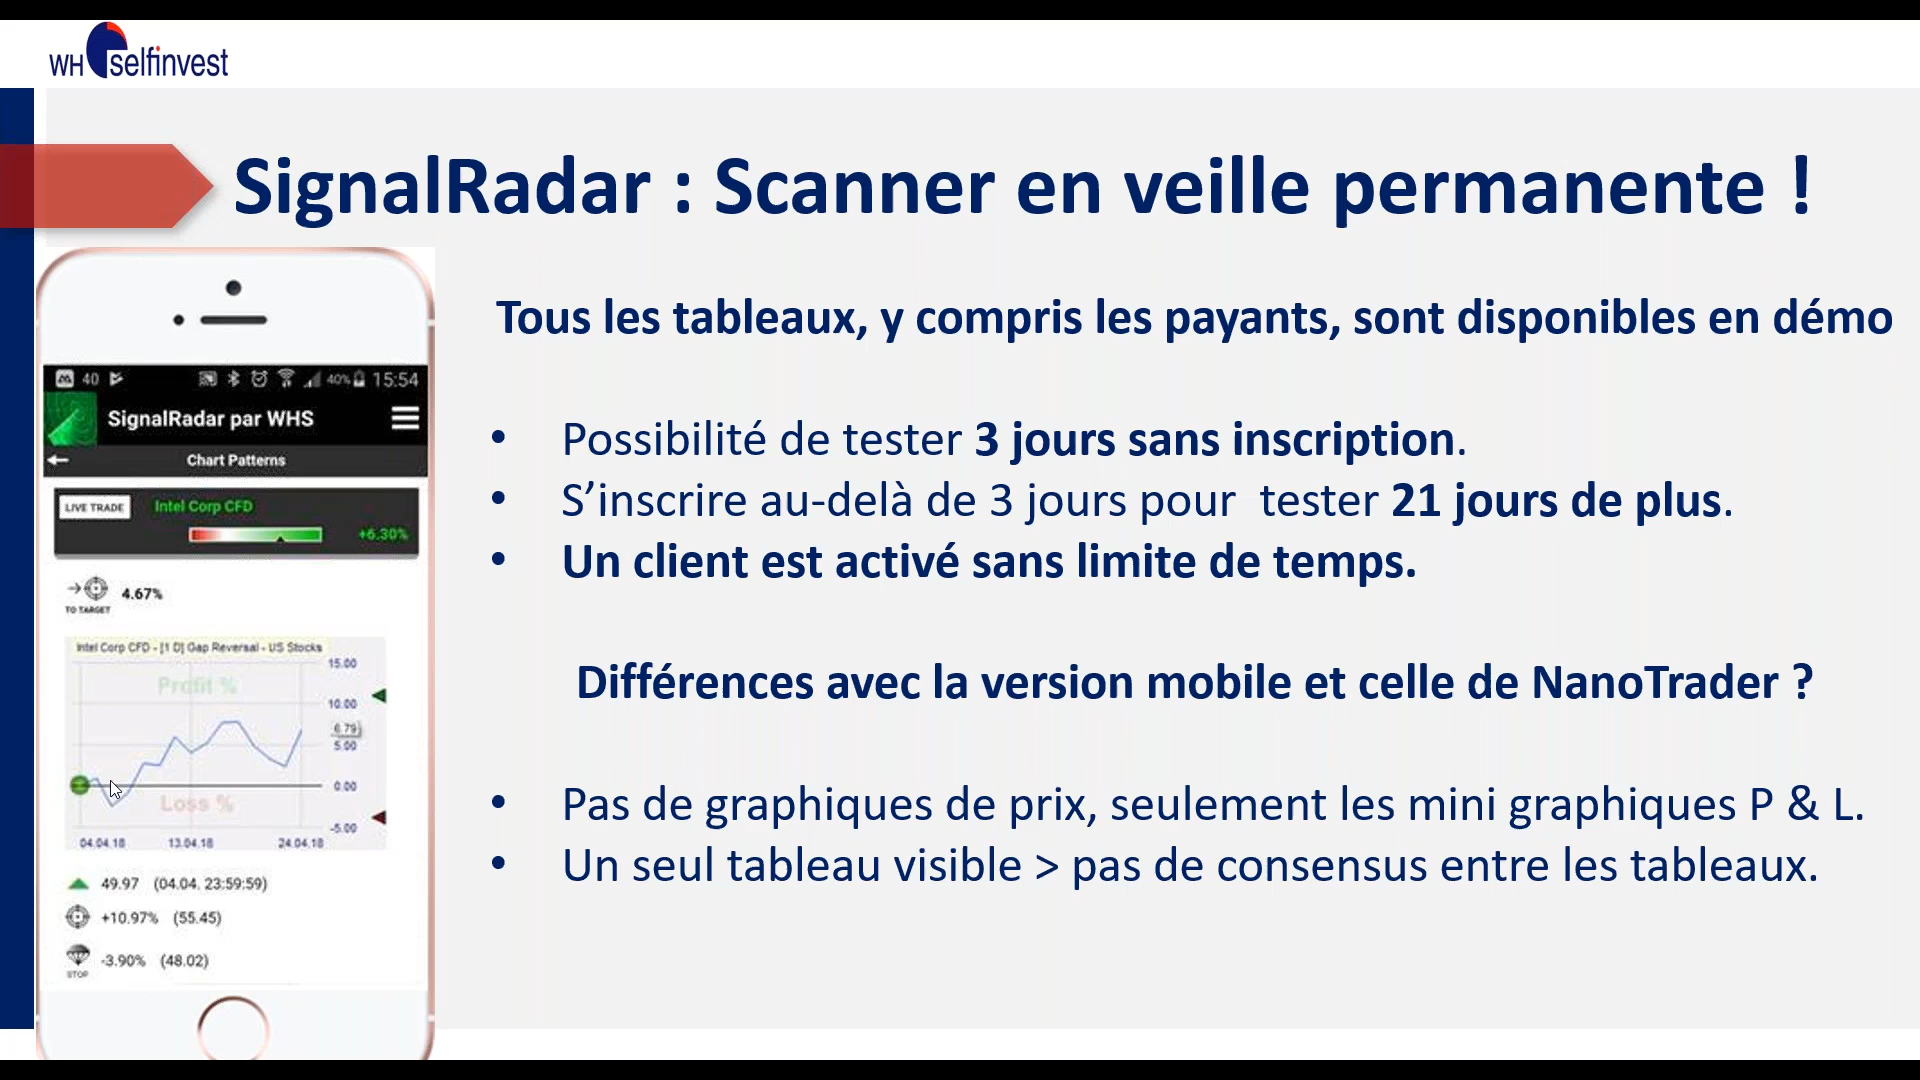 WH selfinvest
SignalRadar : Scanner en veille permanente !
40 40% 15:54
SignalRadar par WHS
Chart Patterns
LIVE TRADE Intel Corp CFD
+6.30%
4.67%
TO TARGET
Intel Corp CFD - [1 D] Gap Reversal - US Stocks
15.00
Profit %
10.00
6.79
5.00
0.00
Loss %
-5.00
04.04.18 13.04.18 24.04.18
49.97 (04.04. 23:59:59)
+10.97% (55.45)
-3.90% (48.02)
STOP
Tous les tableaux, y compris les payants, sont disponibles en démo
• Possibilité de tester 3 jours sans inscription.
• S’inscrire au-delà de 3 jours pour  tester 21 jours de plus.
• Un client est activé sans limite de temps.
Différences avec la version mobile et celle de NanoTrader ?
• Pas de graphiques de prix, seulement les mini graphiques P & L.
• Un seul tableau visible > pas de consensus entre les tableaux.